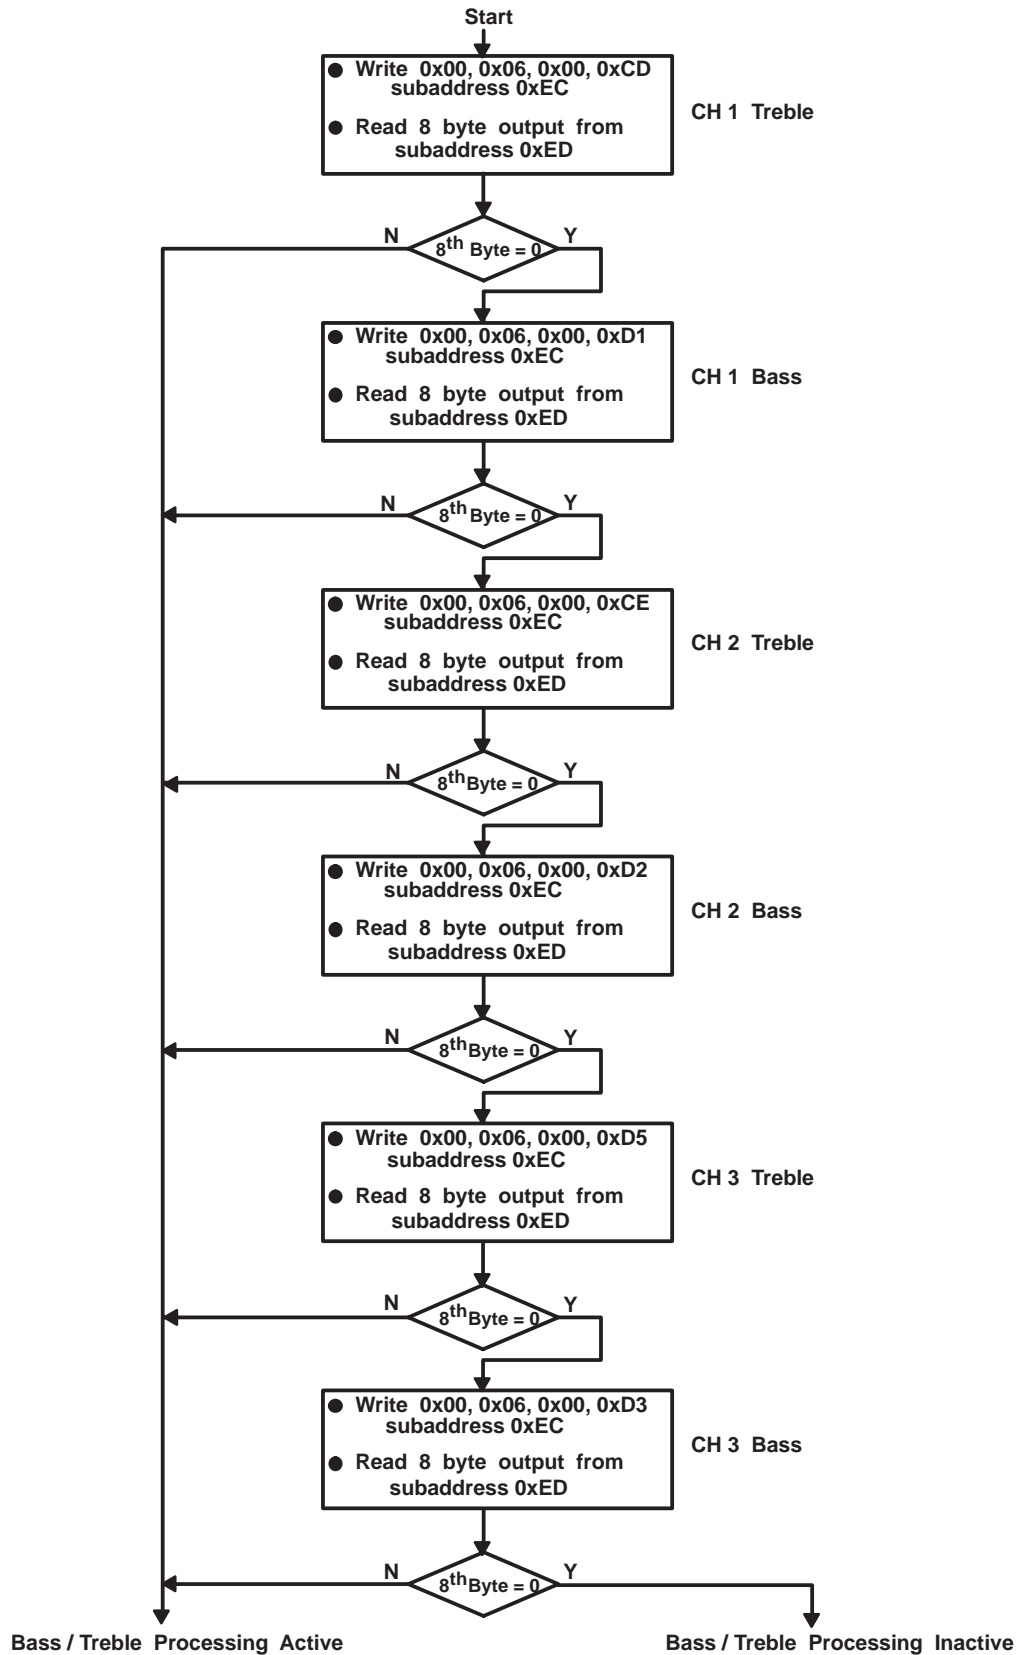 Start
● Write 0x00, 0x06, 0x00, 0xCD
subaddress 0xEC
● Read 8 byte output from
subaddress 0xED
CH 1 Treble
N
8th Byte = 0
Y
● Write 0x00, 0x06, 0x00, 0xD1
subaddress 0xEC
● Read 8 byte output from
subaddress 0xED
CH 1 Bass
N
8th Byte = 0
Y
● Write 0x00, 0x06, 0x00, 0xCE
subaddress 0xEC
● Read 8 byte output from
subaddress 0xED
CH 2 Treble
N
8th Byte = 0
Y
● Write 0x00, 0x06, 0x00, 0xD2
subaddress 0xEC
● Read 8 byte output from
subaddress 0xED
CH 2 Bass
N
8th Byte = 0
Y
● Write 0x00, 0x06, 0x00, 0xD5
subaddress 0xEC
● Read 8 byte output from
subaddress 0xED
CH 3 Treble
N
8th Byte = 0
Y
● Write 0x00, 0x06, 0x00, 0xD3
subaddress 0xEC
● Read 8 byte output from
subaddress 0xED
CH 3 Bass
N
8th Byte = 0
Y
Bass / Treble Processing Active
Bass / Treble Processing Inactive